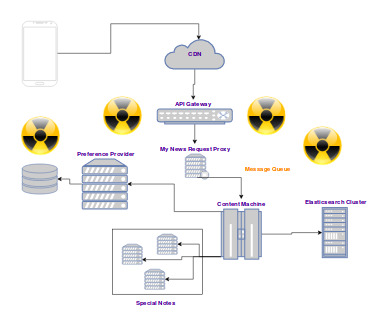 CDN
API Gateway
My News Request Proxy
Preference Provider
Message Queue
Content Machine
Elasticsearch Cluster
Special Notes